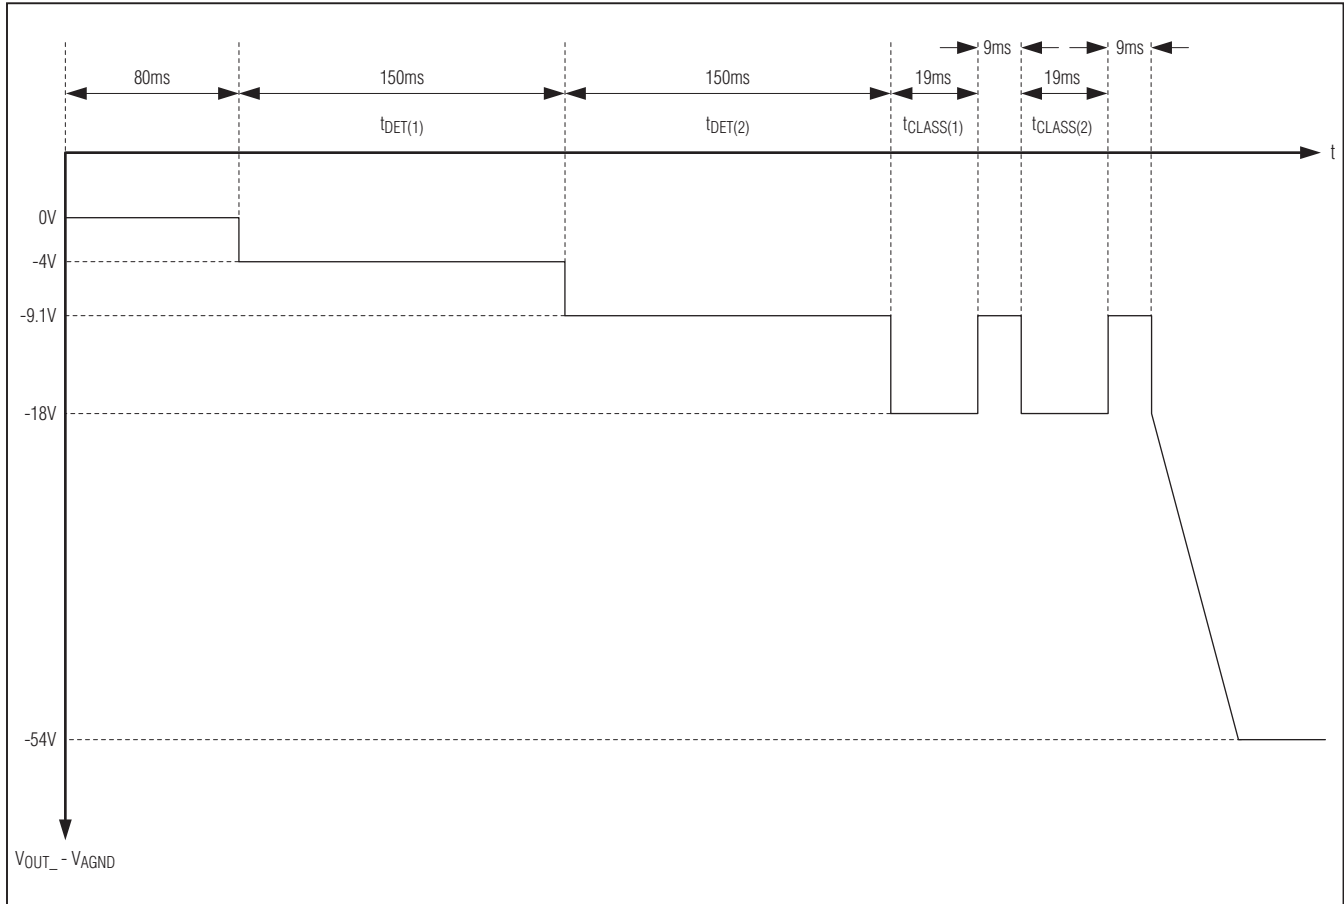 9ms 9ms
80ms 150ms 150ms 19ms 19ms
tDET(1) tDET(2) tCLASS(1) tCLASS(2)
t
0V
-4V
-9.1V
-18V
-54V
VOUT_ - VAGND